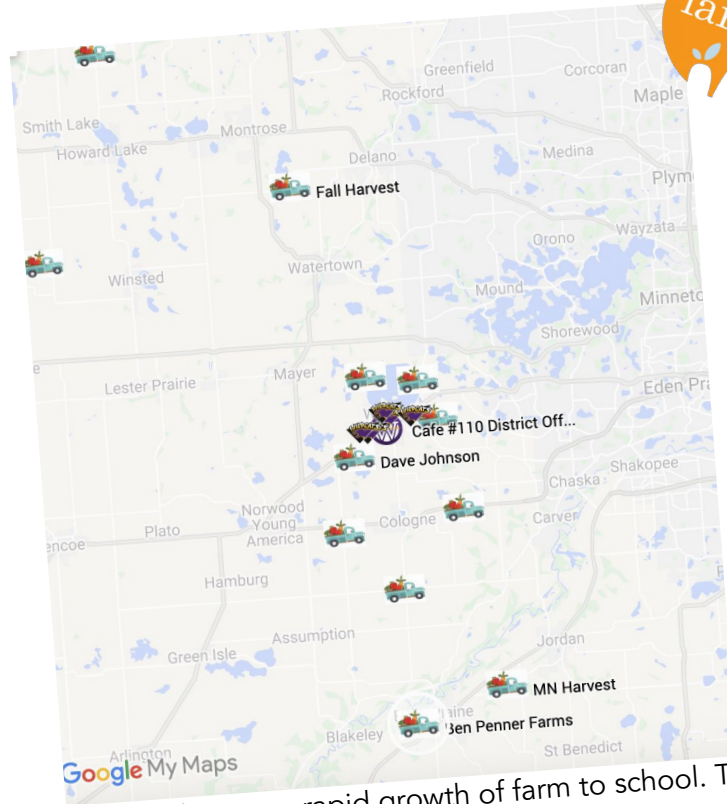 Greenfield
Corcoran
Rockford
Maple
Smith Lake
Montrose
Howard Lake
Delano
Medina
Plym
Fall Harvest
Orono
Wayzata
Watertown
Winsted
Mound
Minneto
Shorewood
Mayer
Lester Prairie
Eden Pra
Cafe #110 District Off...
Dave Johnson
Shakopee
Chaska
Norwood
Young
America
Plato
Cologne
Carver
encoe
Hamburg
Assumption
Jordan
Green Isle
MN Harvest
aine
Ben Penner Farms
Blakeley
St Benedict
Arlington
Google My Maps
rapid growth of farm to school. T